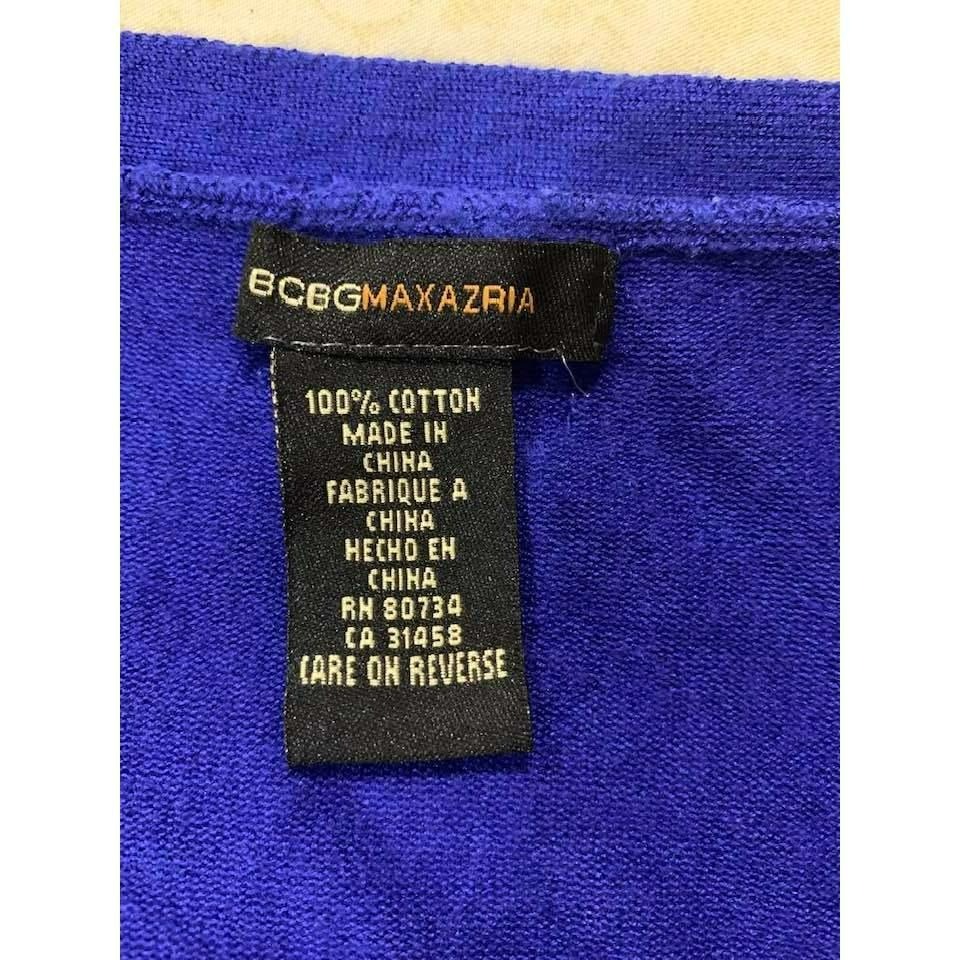 BCBGMAXAZRIA
100% COTTON
MADE IN
CHINA
FABRIQUE A
CHINA
HECHO EN
CHINA
RN 80734
CA 31458
CARE ON REVERSE